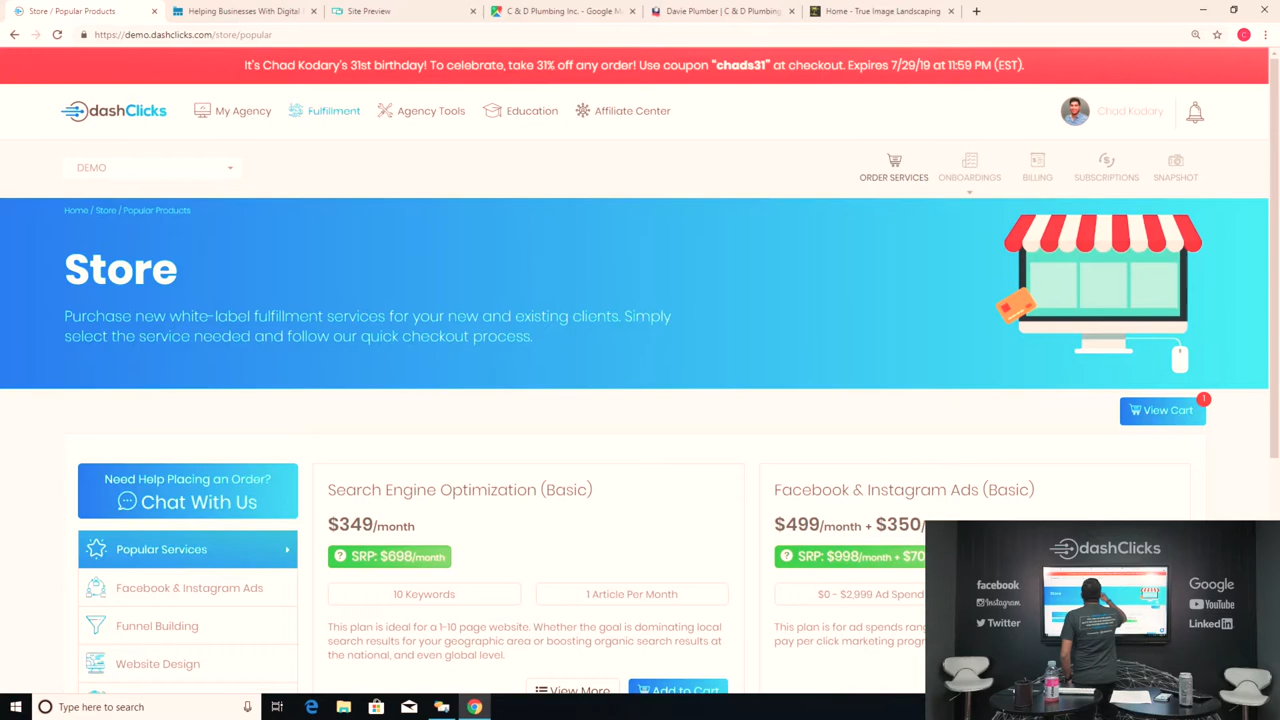 Store / Popular Products
Helping Businesses With Digital
Site Preview
C & D Plumbing Inc. - Google M
Davie Plumber | C & D Plumbing
Home - True Image Landscaping
https://demo.dashclicks.com/store/popular
C
It's Chad Kodary's 31st birthday! To celebrate, take 31% off any order! Use coupon "chads31" at checkout. Expires 7/29/19 at 11:59 PM (EST).
dashClicks
My Agency
Fulfillment
Agency Tools
Education
Affiliate Center
Chad Kodary
DEMO
ORDER SERVICES
ONBOARDINGS
BILLING
SUBSCRIPTIONS
SNAPSHOT
Home / Store / Popular Products
Store
Purchase new white-label fulfillment services for your new and existing clients. Simply
select the service needed and follow our quick checkout process.
View Cart
1
Need Help Placing an Order?
Chat With Us
Popular Services
Facebook & Instagram Ads
Funnel Building
Website Design
Search Engine Optimization (Basic)
$349/month
SRP: $698/month
10 Keywords
1 Article Per Month
This plan is ideal for a 1-10 page website. Whether the goal is dominating local
search results for your geographic area or boosting organic search results at
the national, and even global level.
View More
Add to Cart
Facebook & Instagram Ads (Basic)
$499/month + $350/
SRP: $998/month + $70
$0 - $2,999 Ad Spend
This plan is for ad spends ran
pay per click marketing progr
dashClicks
facebook
Instagram
Twitter
Google
YouTube
LinkedIn
Type here to search